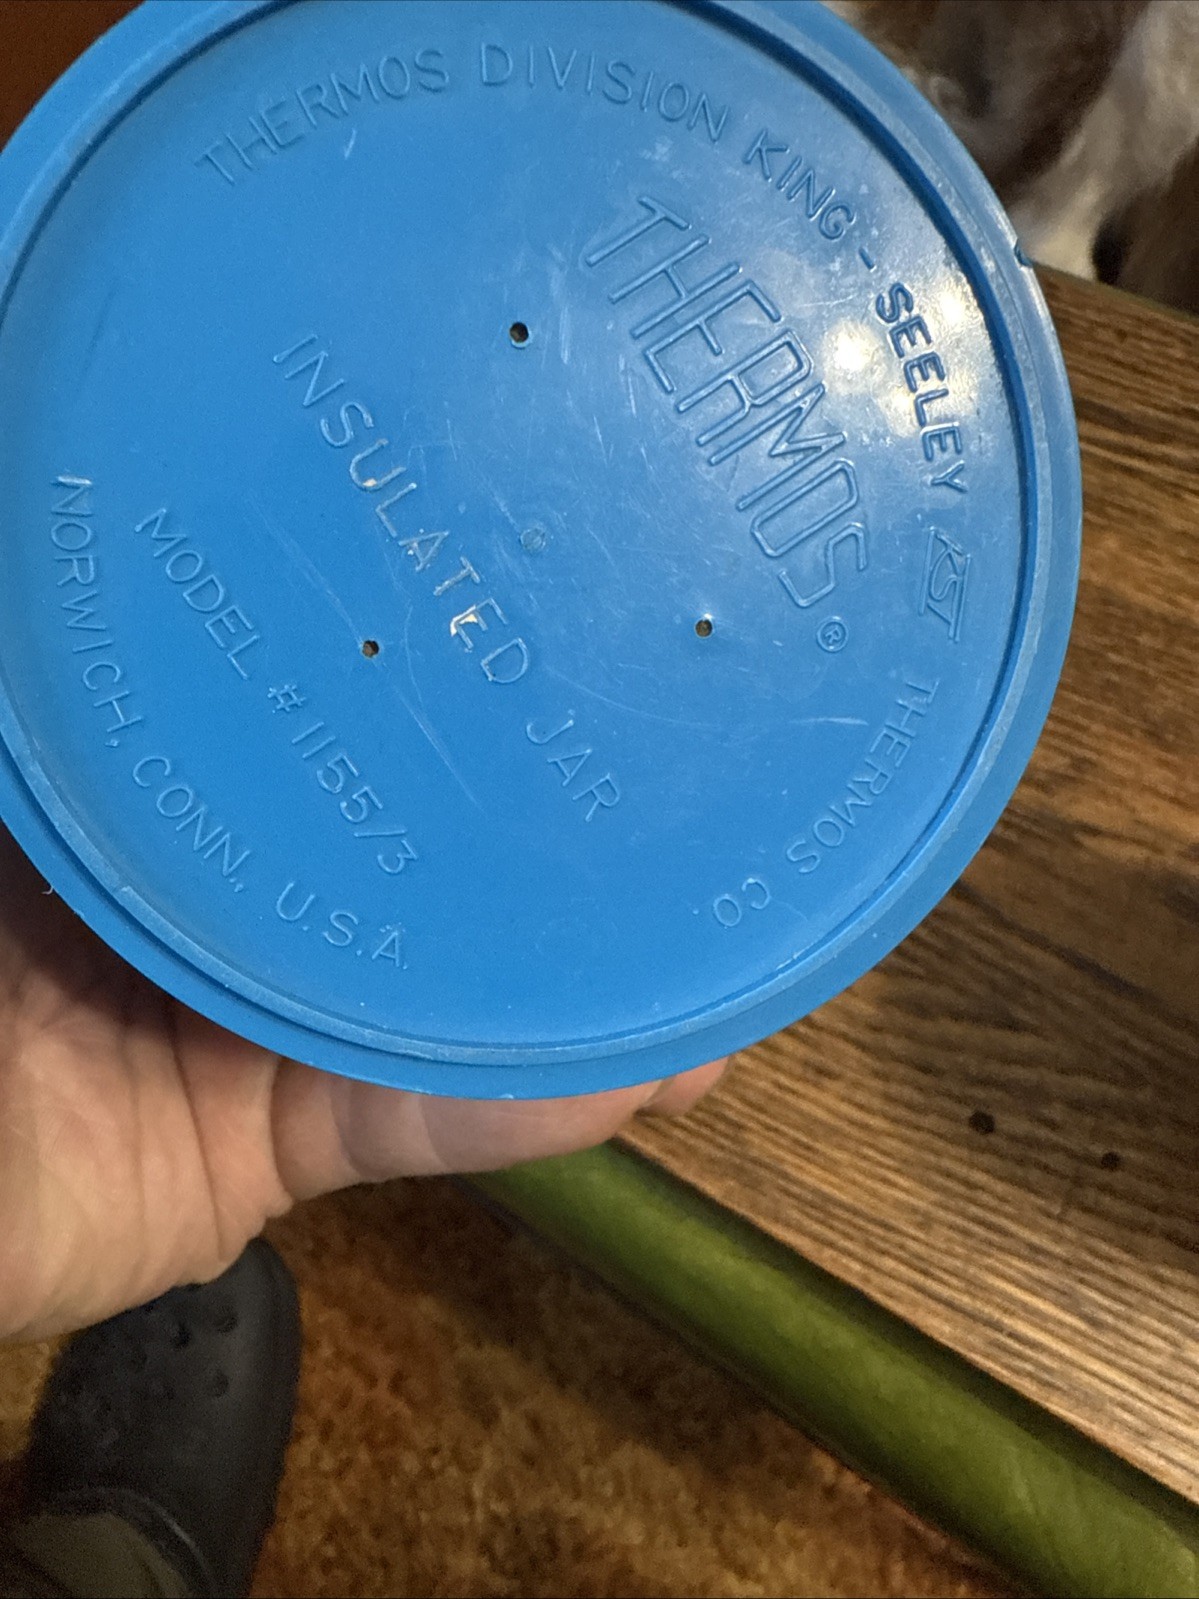 THERMOS DIVISION KING-SEELEY KST THERMOS CO
THERMOS®
INSULATED JAR
MODEL # 1155/3
NORWICH, CONN., U.S.A.